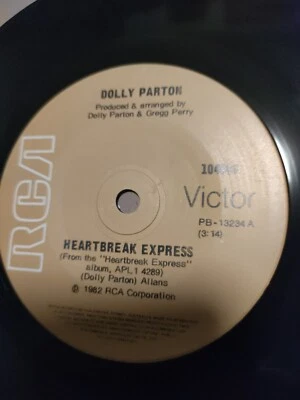 DOLLY PARTON
Produced & arranged by
Dolly Parton & Gregg Perry
RCA
Victor
PB-13234 A
(3:14)
HEARTBREAK EXPRESS
(From the "Heartbreak Express"
album, APL1 4289)
(Dolly Parton) Allans
℗ 1982 RCA Corporation